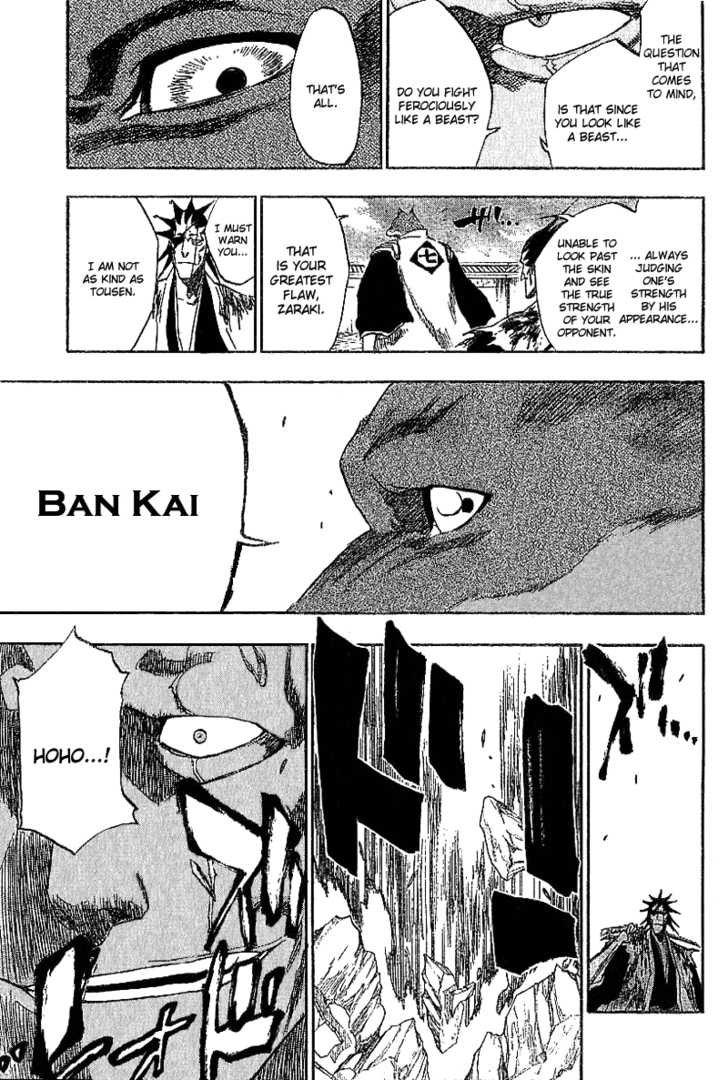 THE
QUESTION
THAT
COMES
TO MIND,
IS THAT SINCE
YOU LOOK LIKE
A BEAST...
DO YOU FIGHT
FEROCIOUSLY
LIKE A BEAST?
THAT'S
ALL.
... ALWAYS
JUDGING
ONE'S
STRENGTH
BY HIS
APPEARANCE...
UNABLE TO
LOOK PAST
THE SKIN
AND SEE
THE TRUE
STRENGTH
OF YOUR
OPPONENT.
七
THAT
IS YOUR
GREATEST
FLAW,
ZARAKI.
I MUST
WARN
YOU...
I AM NOT
AS KIND AS
TOUSEN.
BAN KAI
HOHO...!